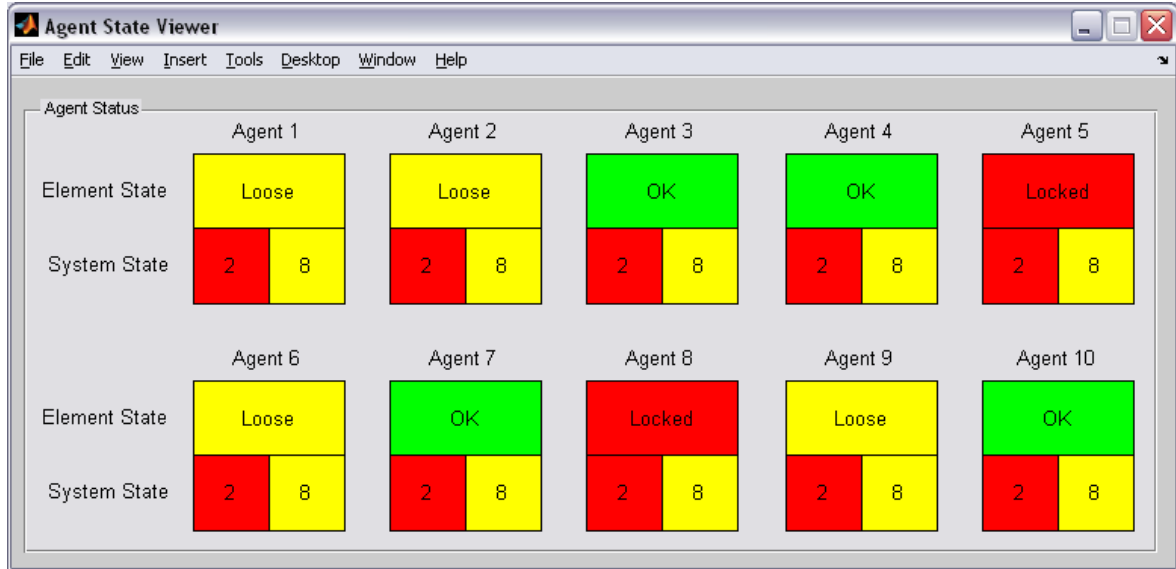 Agent State Viewer
File Edit View Insert Tools Desktop Window Help
Agent Status
Agent 1 Agent 2 Agent 3 Agent 4 Agent 5
Element State Loose Loose OK OK Locked
System State 2 8 2 8 2 8 2 8 2 8
Agent 6 Agent 7 Agent 8 Agent 9 Agent 10
Element State Loose OK Locked Loose OK
System State 2 8 2 8 2 8 2 8 2 8